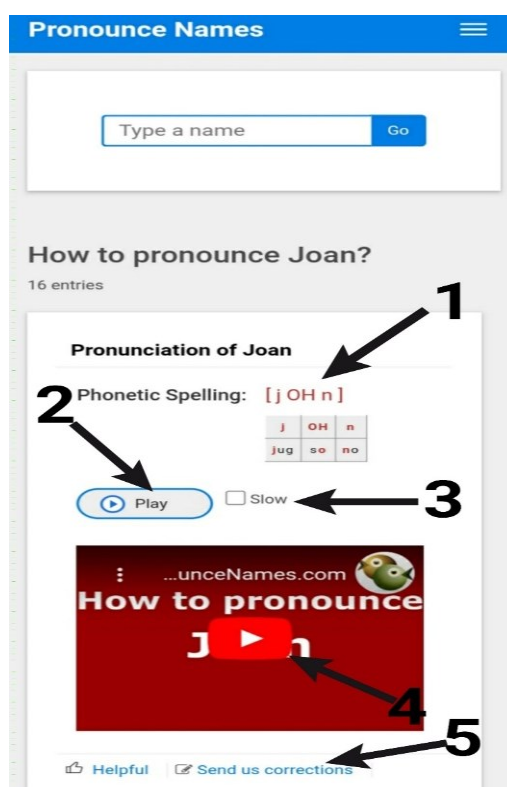 Pronounce Names
Type a name Go
How to pronounce Joan?
16 entries
1
Pronunciation of Joan
Phonetic Spelling: [ j OH n ]
2
j OH n
jug so no
Play Slow 3
...unceNames.com
How to pronounce
J n
4
5
Helpful Send us corrections